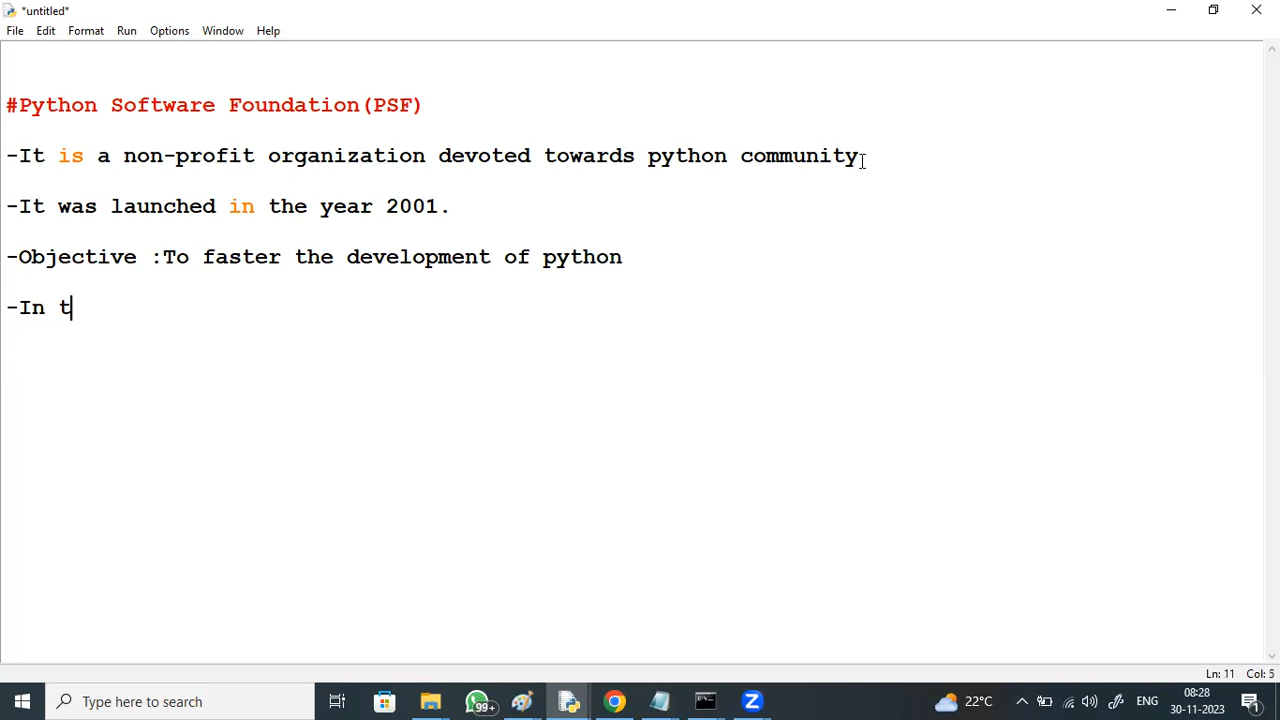 *untitled*
File Edit Format Run Options Window Help
#Python Software Foundation(PSF)
-It is a non-profit organization devoted towards python community
-It was launched in the year 2001.
-Objective :To faster the development of python
-In t
Ln: 11 Col: 5
Type here to search
99+
22°C
ENG
08:28
30-11-2023
1